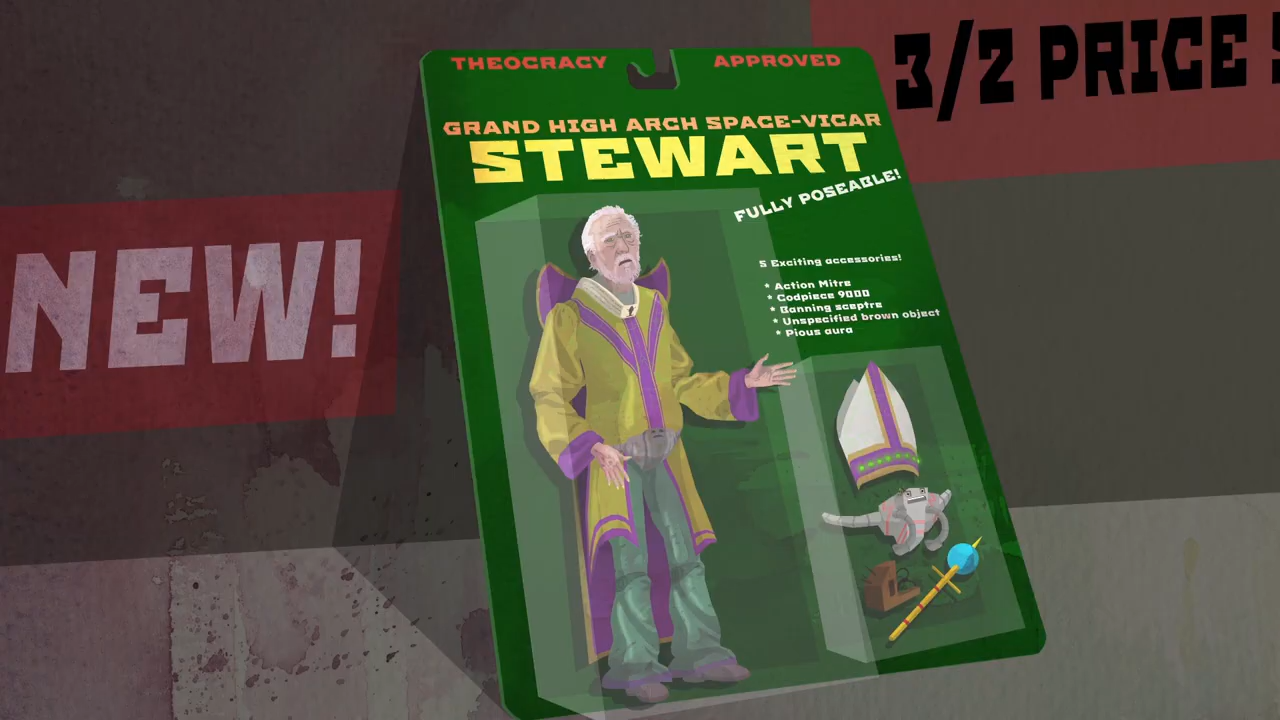 3/2 PRICE
THEOCRACY APPROVED
GRAND HIGH ARCH SPACE-VICAR
STEWART
FULLY POSEABLE!
NEW!
5 Exciting accessories!
* Action Mitre
* Codpiece 9000
* Banning sceptre
* Unspecified brown object
* Pious aura